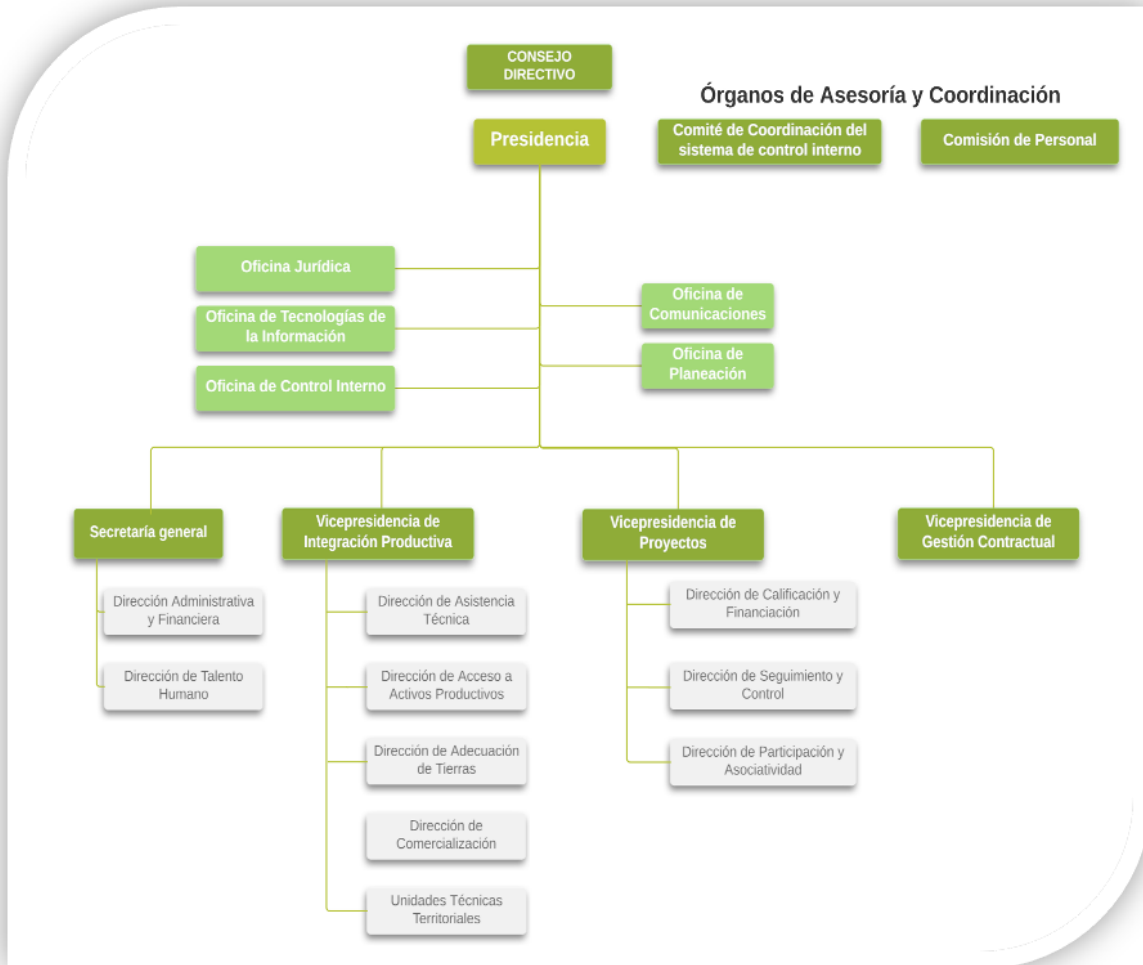 CONSEJO
DIRECTIVO
Órganos de Asesoría y Coordinación
Presidencia
Comité de Coordinación del
sistema de control interno
Comisión de Personal
Oficina Jurídica
Oficina de Tecnologías de
la Información
Oficina de Control Interno
Oficina de
Comunicaciones
Oficina de
Planeación
Secretaría general
Dirección Administrativa
y Financiera
Dirección de Talento
Humano
Vicepresidencia de
Integración Productiva
Dirección de Asistencia
Técnica
Dirección de Acceso a
Activos Productivos
Dirección de Adecuación
de Tierras
Dirección de
Comercialización
Unidades Técnicas
Territoriales
Vicepresidencia de
Proyectos
Dirección de Calificación y
Financiación
Dirección de Seguimiento y
Control
Dirección de Participación y
Asociatividad
Vicepresidencia de
Gestión Contractual